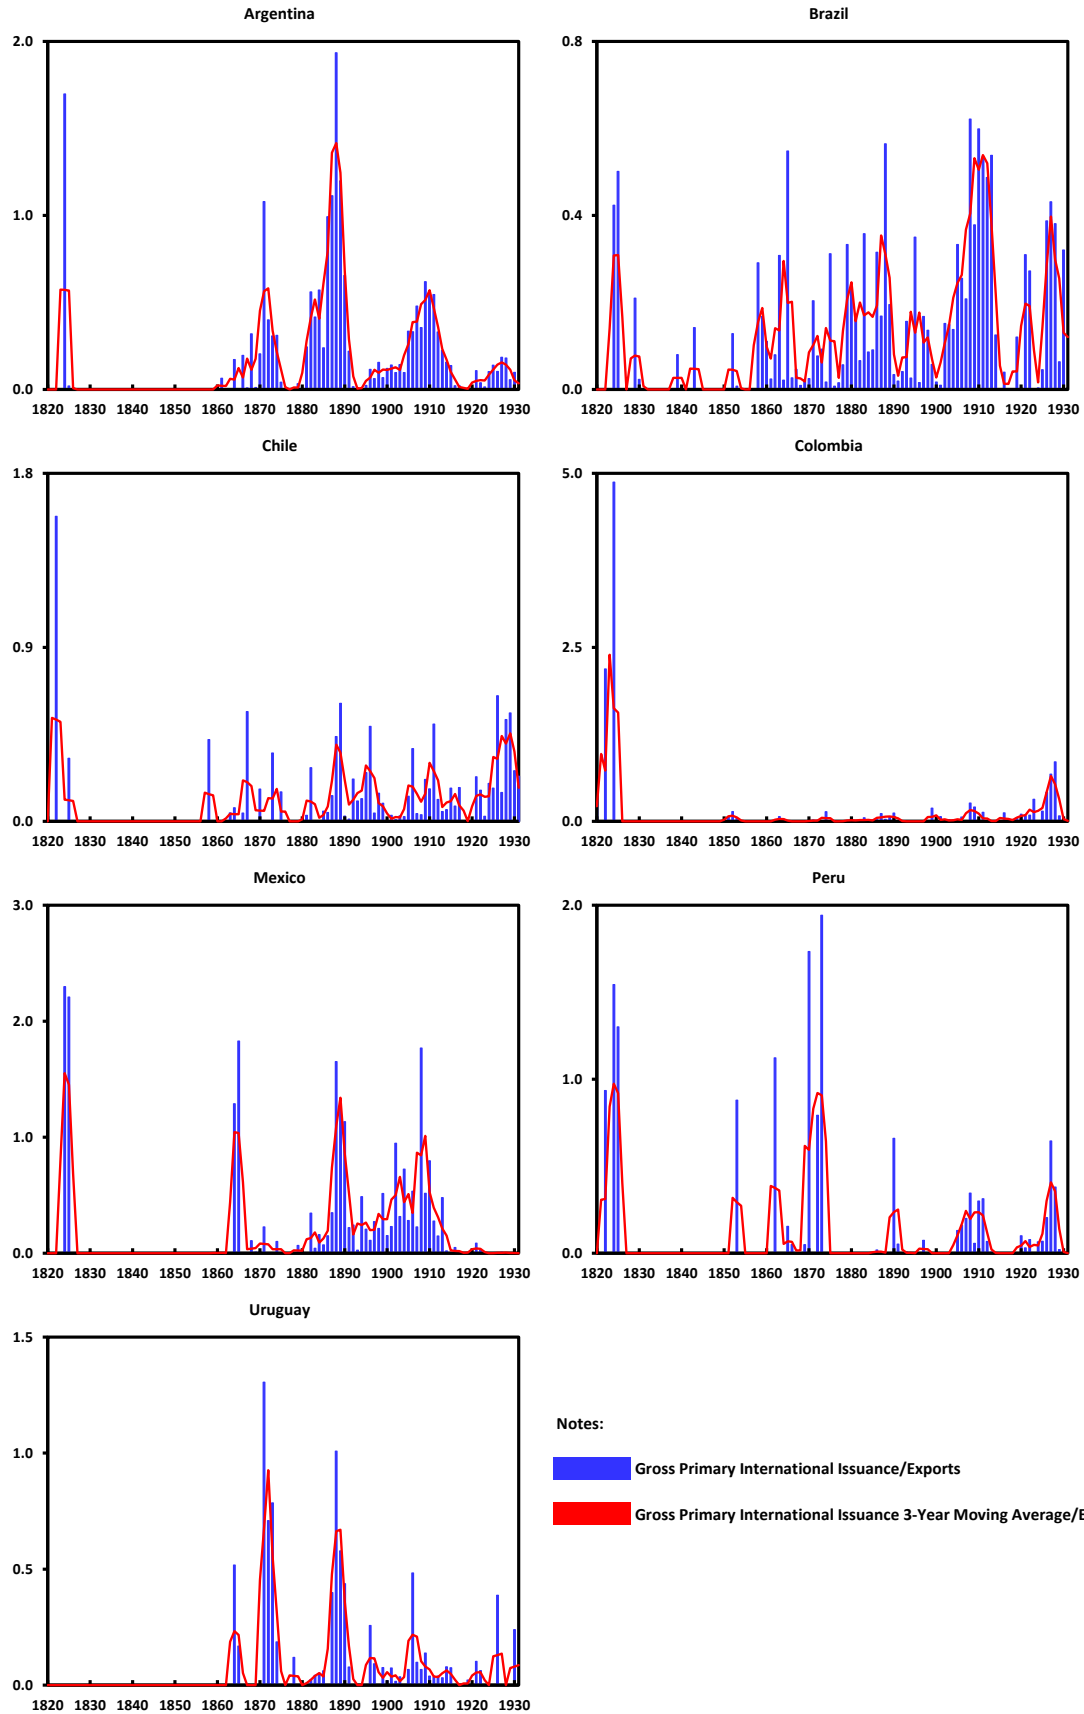 Argentina
2.0
1.0
0.0
1820 1830 1840 1850 1860 1870 1880 1890 1900 1910 1920 1930
Brazil
0.8
0.4
0.0
1820 1830 1840 1850 1860 1870 1880 1890 1900 1910 1920 1930
Chile
1.8
0.9
0.0
1820 1830 1840 1850 1860 1870 1880 1890 1900 1910 1920 1930
Colombia
5.0
2.5
0.0
1820 1830 1840 1850 1860 1870 1880 1890 1900 1910 1920 1930
Mexico
3.0
2.0
1.0
0.0
1820 1830 1840 1850 1860 1870 1880 1890 1900 1910 1920 1930
Peru
2.0
1.0
0.0
1820 1830 1840 1850 1860 1870 1880 1890 1900 1910 1920 1930
Uruguay
1.5
1.0
0.5
0.0
1820 1830 1840 1850 1860 1870 1880 1890 1900 1910 1920 1930
Notes:
Gross Primary International Issuance/Exports
Gross Primary International Issuance 3-Year Moving Average/